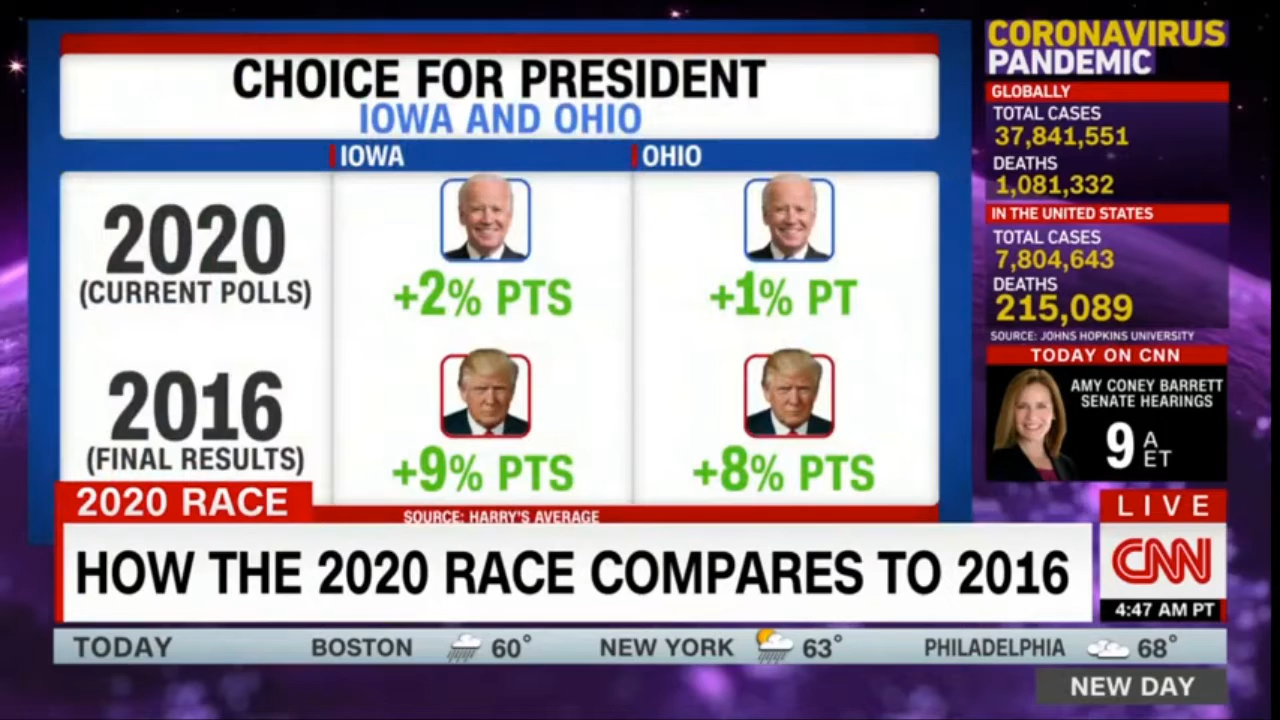 CHOICE FOR PRESIDENT
IOWA AND OHIO
IOWA
OHIO
2020
(CURRENT POLLS)
+2% PTS
+1% PT
2016
(FINAL RESULTS)
+9% PTS
+8% PTS
SOURCE: HARRY'S AVERAGE
2020 RACE
HOW THE 2020 RACE COMPARES TO 2016
CORONAVIRUS
PANDEMIC
GLOBALLY
TOTAL CASES
37,841,551
DEATHS
1,081,332
IN THE UNITED STATES
TOTAL CASES
7,804,643
DEATHS
215,089
SOURCE: JOHNS HOPKINS UNIVERSITY
TODAY ON CNN
AMY CONEY BARRETT
SENATE HEARINGS
9 A ET
LIVE
CNN
4:47 AM PT
TODAY BOSTON 60° NEW YORK 63° PHILADELPHIA 68°
NEW DAY